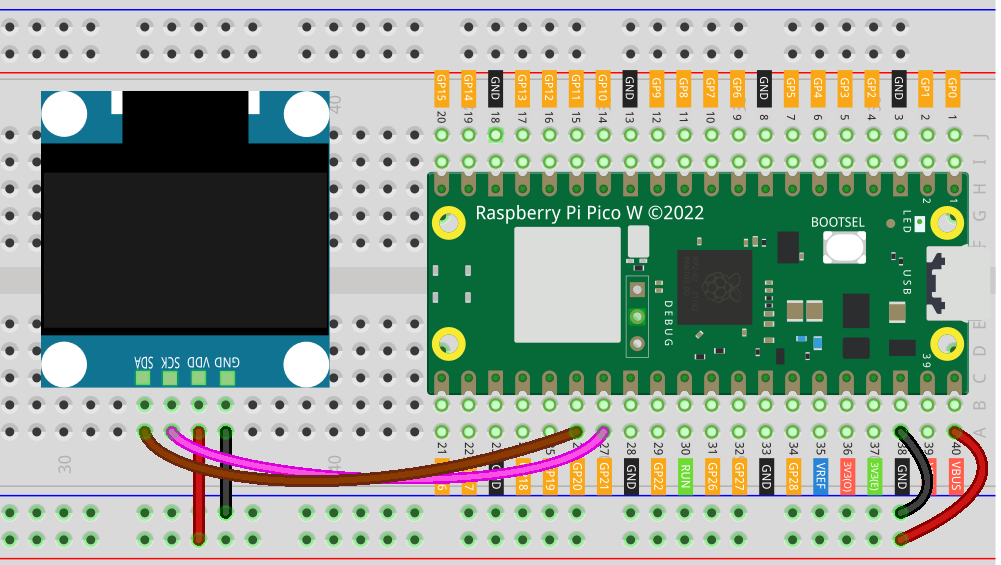 GP15 GP14 GND GP13 GP12 GP11 GP10 GND GP9 GP8 GP7 GP6 GND GP5 GP4 GP3 GP2 GND GP1 GP0
20 19 18 17 16 15 14 13 12 11 10 9 8 7 6 5 4 3 2 1
40
J
I
H
G
F
Raspberry Pi Pico W ©2022
BOOTSEL
LED
2
1
USB
DEBUG
39
SDA SCK VDD GND
E
D
C
B
A
30
40
21 22 23 24 25 26 27 28 29 30 31 32 33 34 35 36 37 38 39 40
GND GP18 GP19 GP20 GP21 GND GP22 RUN GP26 GP27 GND GP28 VREF 3V3(O) 3V3(E) GND VBUS